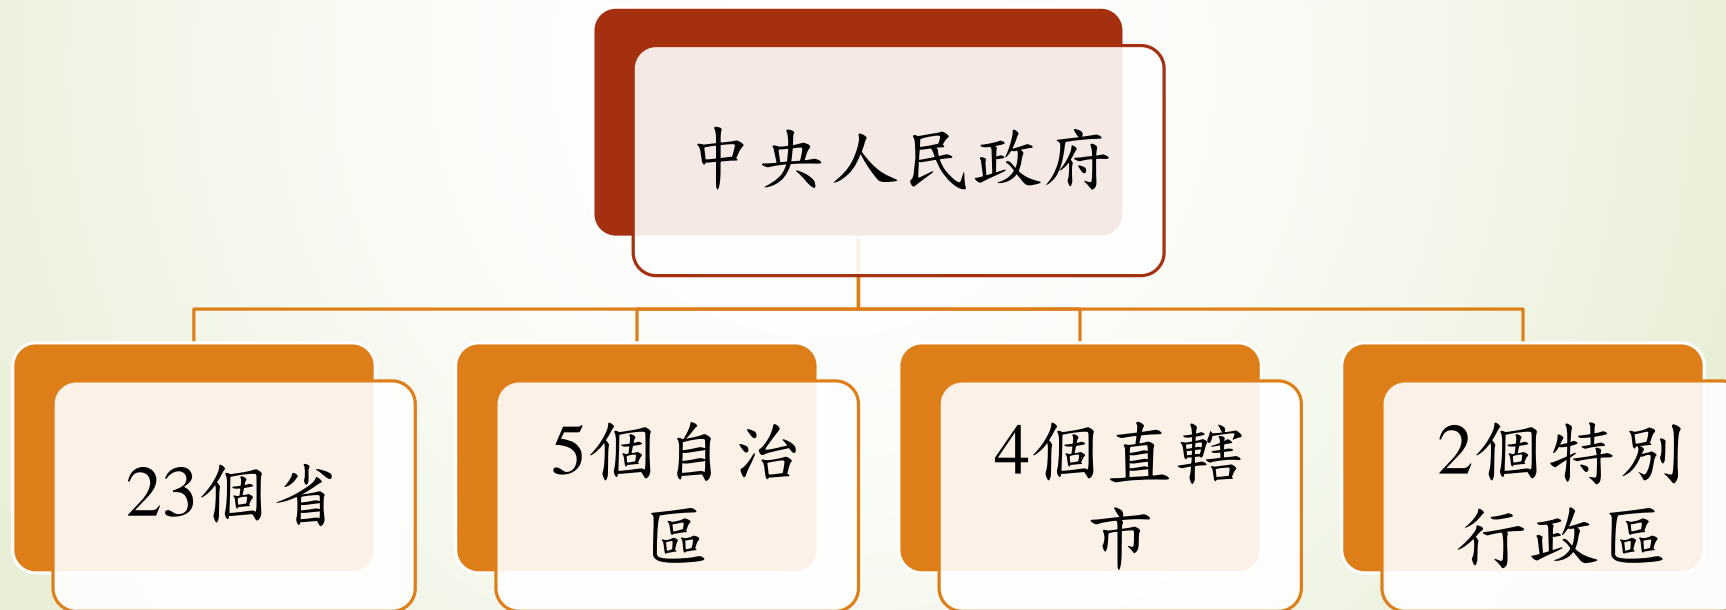 中央人民政府
23個省
5個自治
區
4個直轄
市
2個特別
行政區